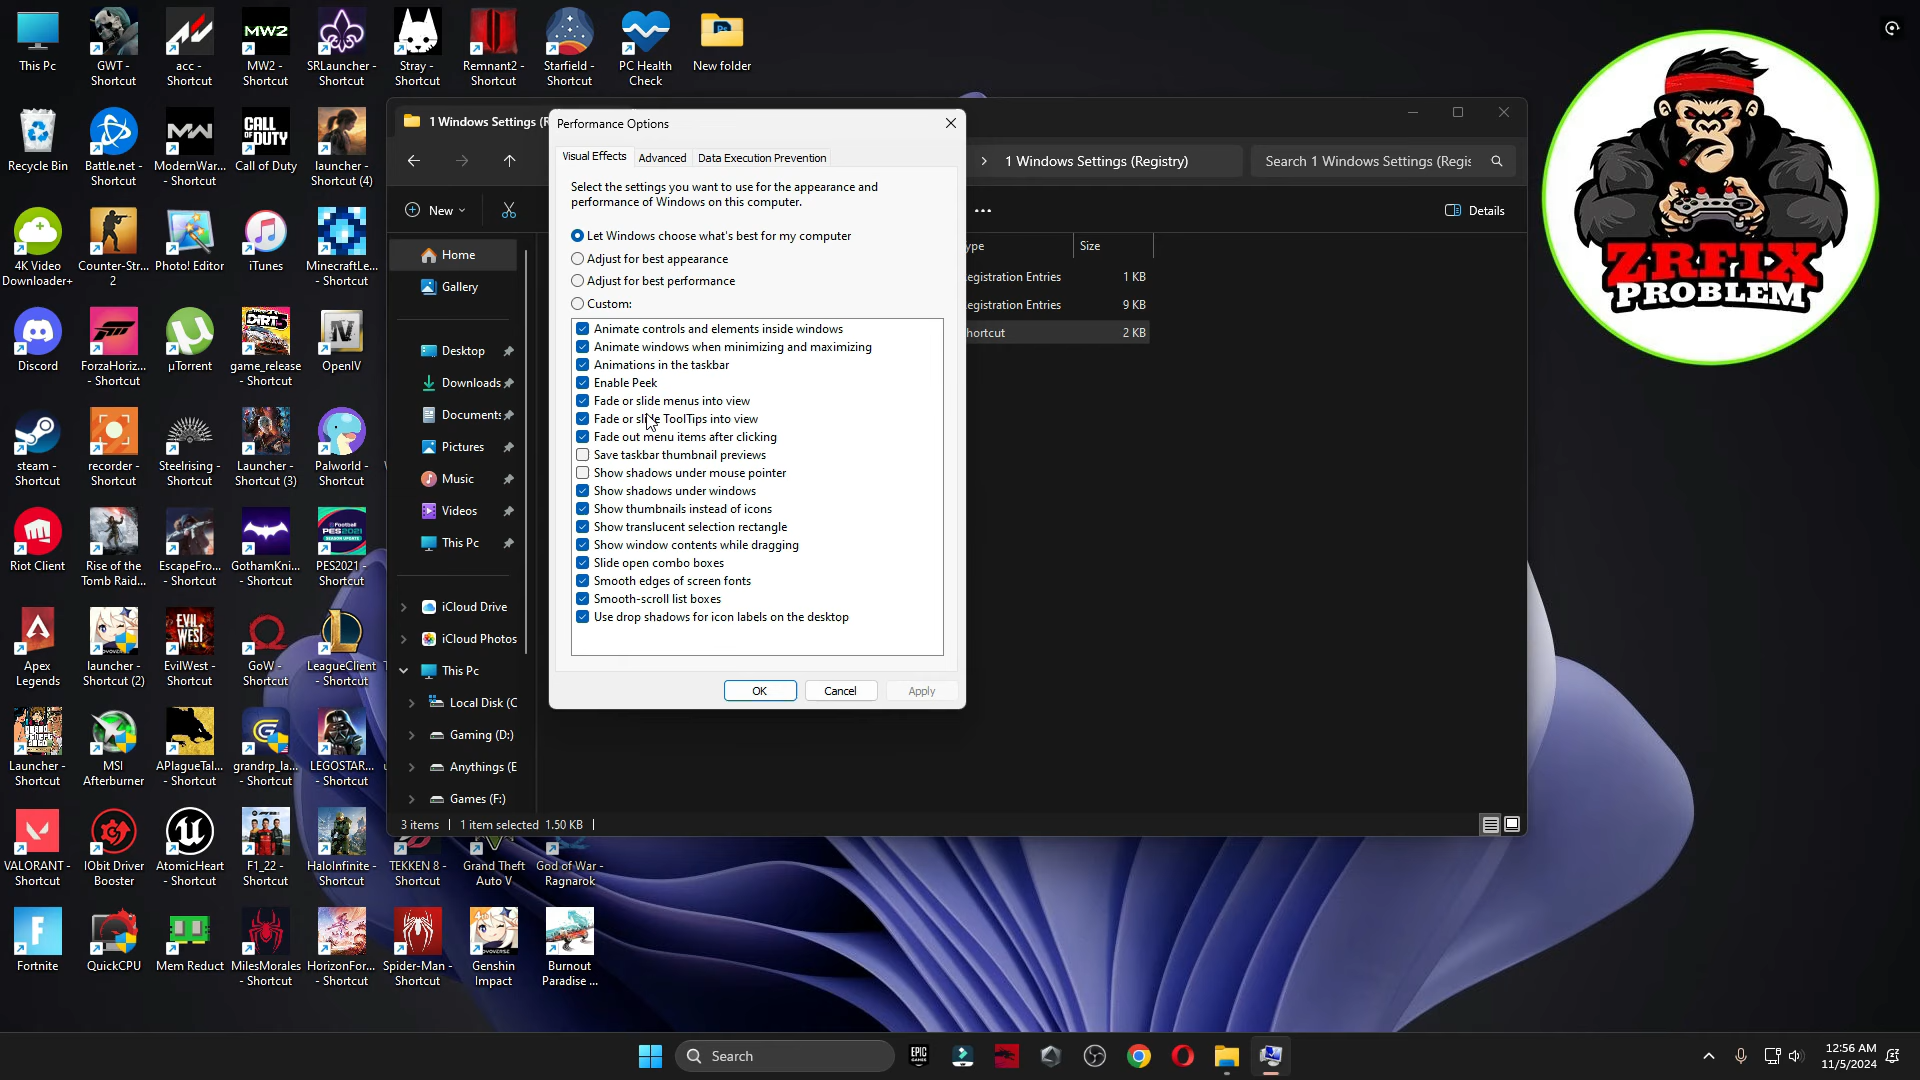 This Pc
GWT - Shortcut
acc - Shortcut
MW2
MW2 - Shortcut
SRLauncher - Shortcut
Stray - Shortcut
Remnant2 - Shortcut
Starfield - Shortcut
PC Health Check
New folder
Recycle Bin
Battle.net - Shortcut
ModernWar... - Shortcut
CALL OF DUTY
Call of Duty
launcher - Shortcut (4)
4K Video Downloader+
Counter-Str... 2
Photo! Editor
iTunes
MinecraftLe... - Shortcut
Discord
ForzaHoriz... - Shortcut
µTorrent
game_release - Shortcut
OpenIV
steam - Shortcut
recorder - Shortcut
Steelrising - Shortcut
Launcher - Shortcut (3)
Palworld - Shortcut
Riot Client
Rise of the Tomb Raid...
EscapeFro... - Shortcut
GothamKni... - Shortcut
PES2021 - Shortcut
Apex Legends
launcher - Shortcut (2)
EvilWest - Shortcut
GoW - Shortcut
LeagueClient - Shortcut
Launcher - Shortcut
MSI Afterburner
APlagueTal... - Shortcut
grandrp_la... - Shortcut
LEGOSTAR... - Shortcut
VALORANT - Shortcut
IObit Driver Booster
AtomicHeart - Shortcut
F1_22 - Shortcut
HaloInfinite - Shortcut
TEKKEN 8 - Shortcut
Grand Theft Auto V
God of War - Ragnarok
Fortnite
QuickCPU
Mem Reduct
MilesMorales - Shortcut
HorizonFor... - Shortcut
Spider-Man - Shortcut
Genshin Impact
Burnout Paradise ...
1 Windows Settings (R
1 Windows Settings (Registry)
Search 1 Windows Settings (Regis
New
Details
Home
Gallery
Desktop
Downloads
Documents
Pictures
Music
Videos
This Pc
iCloud Drive
iCloud Photos
This Pc
Local Disk (C
Gaming (D:)
Anythings (E
Games (F:)
ype
Size
egistration Entries 1 KB
egistration Entries 9 KB
hortcut 2 KB
3 items
1 item selected 1.50 KB
Performance Options
Visual Effects
Advanced
Data Execution Prevention
Select the settings you want to use for the appearance and
performance of Windows on this computer.
Let Windows choose what's best for my computer
Adjust for best appearance
Adjust for best performance
Custom:
Animate controls and elements inside windows
Animate windows when minimizing and maximizing
Animations in the taskbar
Enable Peek
Fade or slide menus into view
Fade or slide ToolTips into view
Fade out menu items after clicking
Save taskbar thumbnail previews
Show shadows under mouse pointer
Show shadows under windows
Show thumbnails instead of icons
Show translucent selection rectangle
Show window contents while dragging
Slide open combo boxes
Smooth edges of screen fonts
Smooth-scroll list boxes
Use drop shadows for icon labels on the desktop
OK
Cancel
Apply
ZRFIX
PROBLEM
Search
EPIC GAMES
12:56 AM
11/5/2024